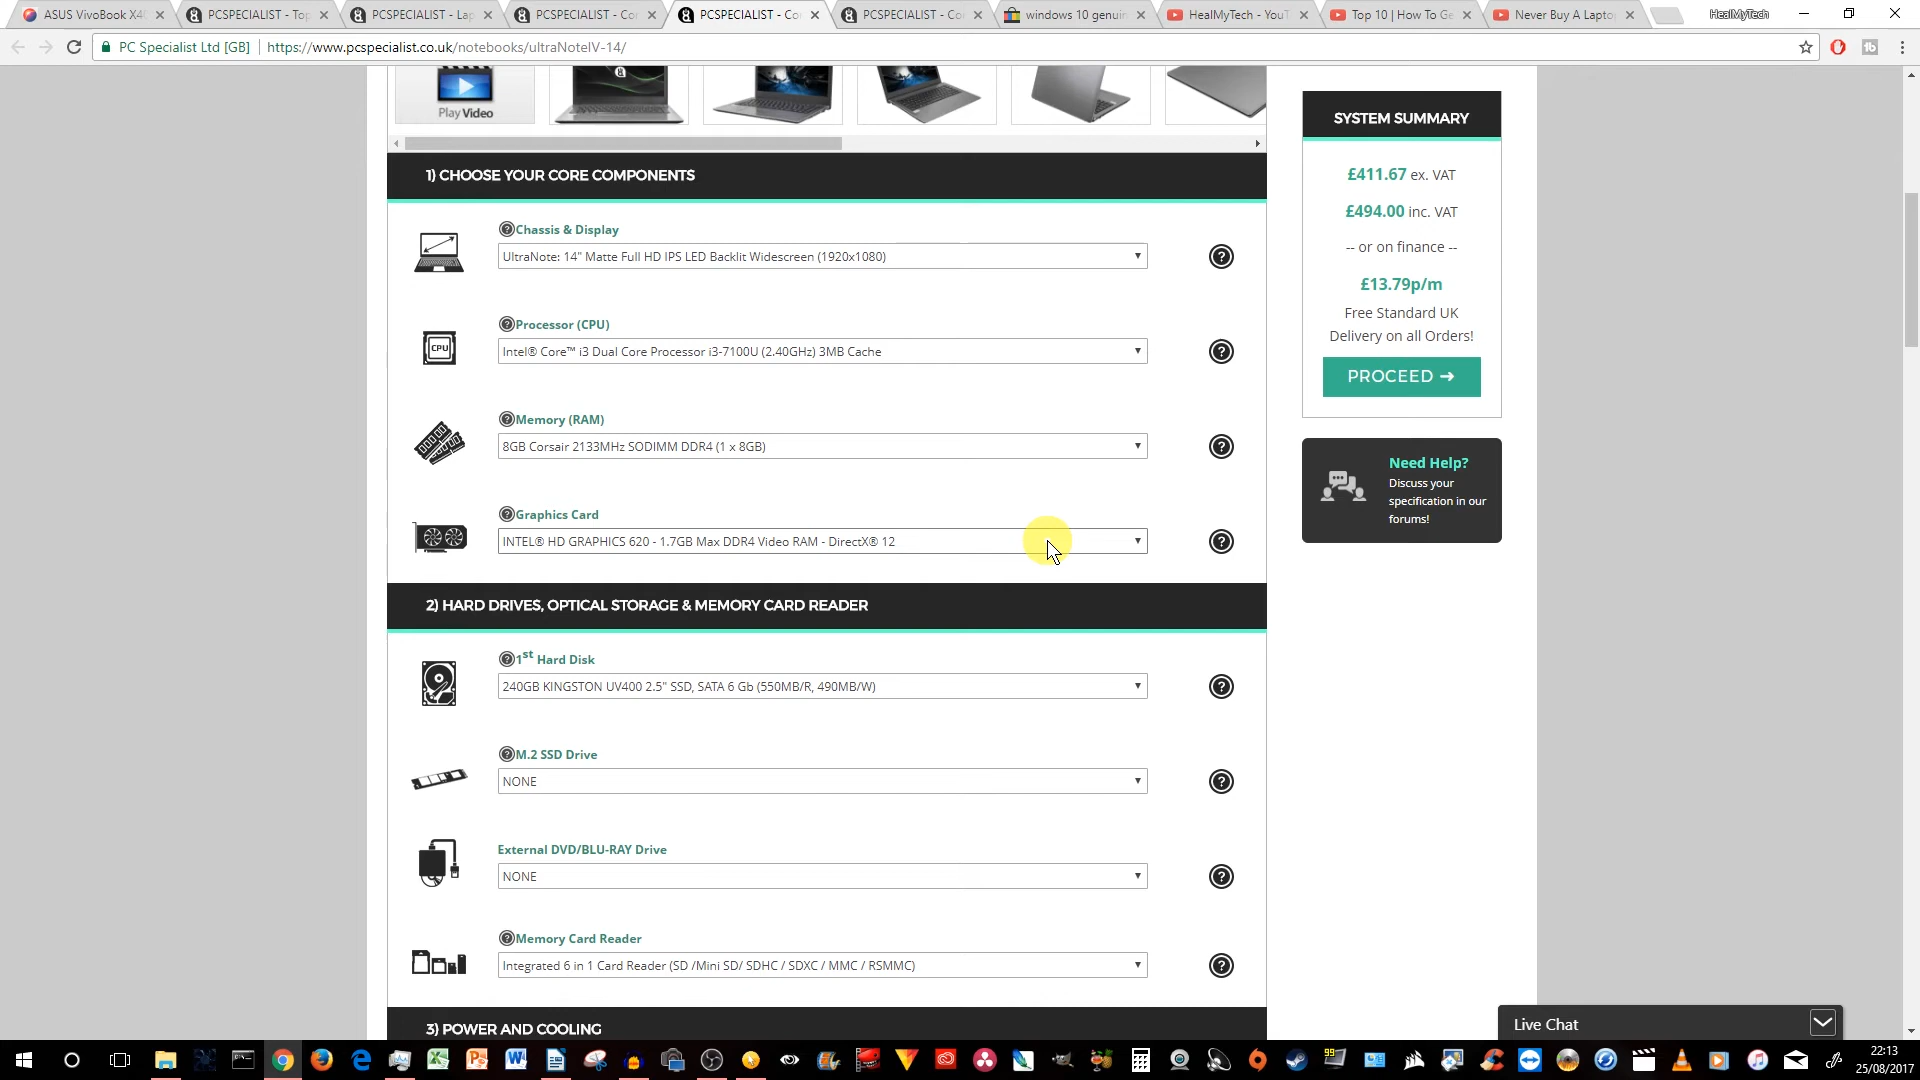 ASUS VivoBook X4
PCSPECIALIST - Top
PCSPECIALIST - Lap
PCSPECIALIST - Cor
PCSPECIALIST - Co
PCSPECIALIST - Co
windows 10 genuin
HealMyTech - YouT
Top 10 | How To Ge
Never Buy A Lapto
HealMyTech
PC Specialist Ltd [GB]
https://www.pcspecialist.co.uk/notebooks/ultraNoteIV-14/
Play Video
1) CHOOSE YOUR CORE COMPONENTS
Chassis & Display
UltraNote: 14" Matte Full HD IPS LED Backlit Widescreen (1920x1080)
Processor (CPU)
CPU
Intel® Core™ i3 Dual Core Processor i3-7100U (2.40GHz) 3MB Cache
Memory (RAM)
8GB Corsair 2133MHz SODIMM DDR4 (1 x 8GB)
Graphics Card
INTEL® HD GRAPHICS 620 - 1.7GB Max DDR4 Video RAM - DirectX® 12
2) HARD DRIVES, OPTICAL STORAGE & MEMORY CARD READER
1st Hard Disk
240GB KINGSTON UV400 2.5" SSD, SATA 6 Gb (550MB/R, 490MB/W)
M.2 SSD Drive
NONE
External DVD/BLU-RAY Drive
NONE
Memory Card Reader
Integrated 6 in 1 Card Reader (SD /Mini SD/ SDHC / SDXC / MMC / RSMMC)
3) POWER AND COOLING
SYSTEM SUMMARY
£411.67 ex. VAT
£494.00 inc. VAT
-- or on finance --
£13.79p/m
Free Standard UK
Delivery on all Orders!
PROCEED ➜
Need Help?
Discuss your
specification in our
forums!
Live Chat
22:13
25/08/2017